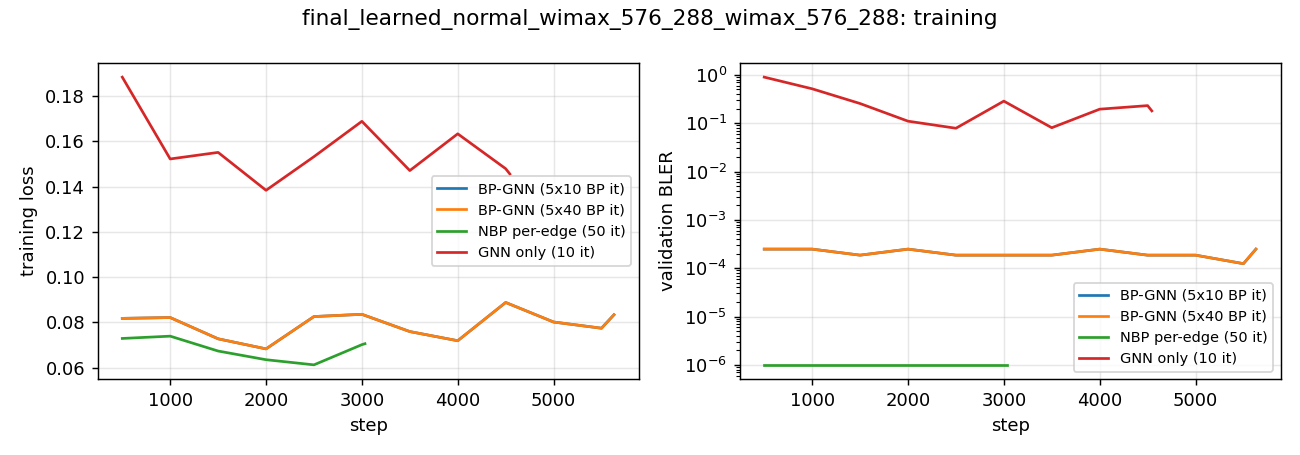 final_learned_normal_wimax_576_288_wimax_576_288: training
training loss
0.18
0.16
0.14
0.12
0.10
0.08
0.06
1000
2000
3000
4000
5000
step
BP-GNN (5x10 BP it)
BP-GNN (5x40 BP it)
NBP per-edge (50 it)
GNN only (10 it)
validation BLER
10⁰
10⁻¹
10⁻²
10⁻³
10⁻⁴
10⁻⁵
10⁻⁶
1000
2000
3000
4000
5000
step
BP-GNN (5x10 BP it)
BP-GNN (5x40 BP it)
NBP per-edge (50 it)
GNN only (10 it)